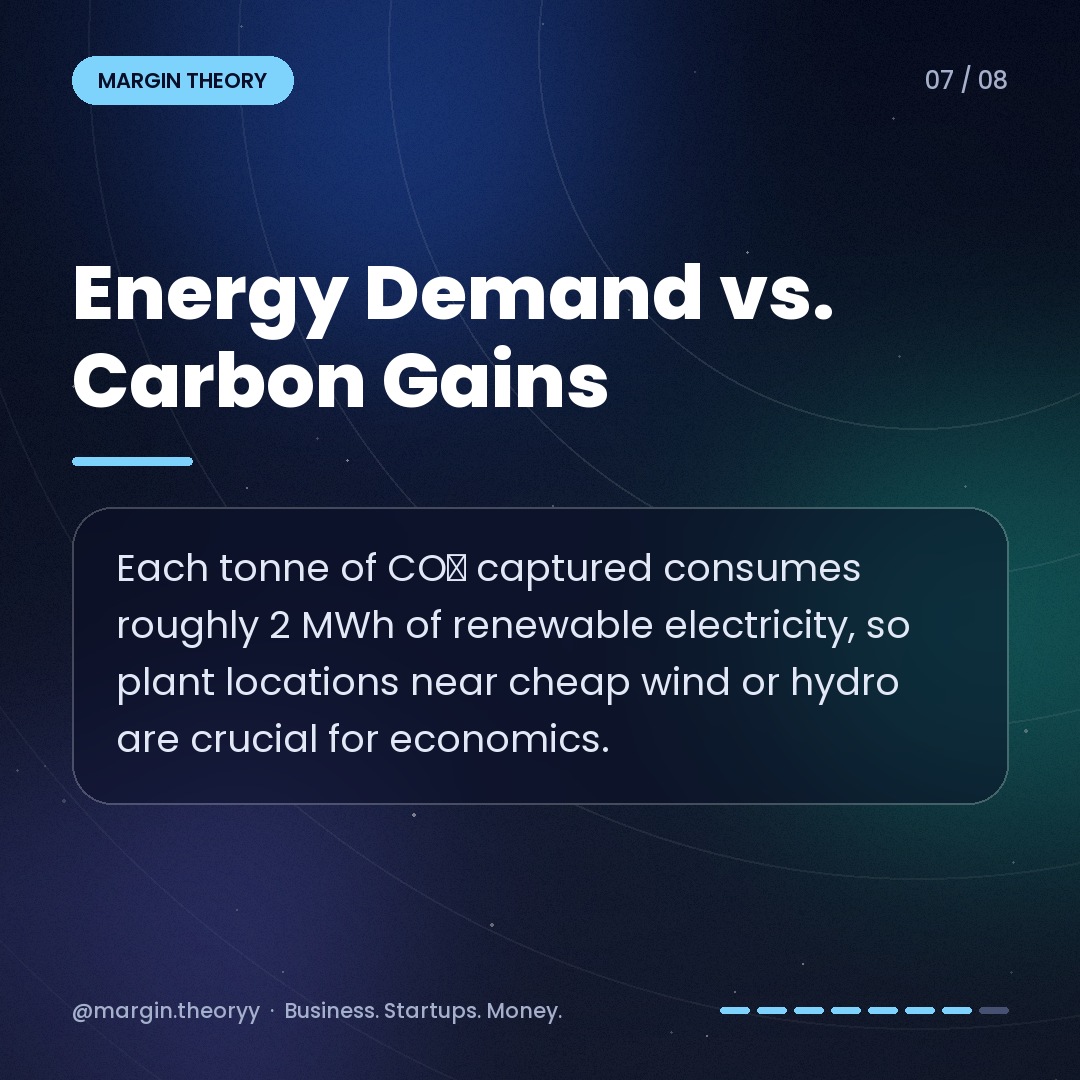 MARGIN THEORY
07 / 08
Energy Demand vs.
Carbon Gains
Each tonne of CO☒ captured consumes
roughly 2 MWh of renewable electricity, so
plant locations near cheap wind or hydro
are crucial for economics.
@margin.theoryy · Business. Startups. Money.